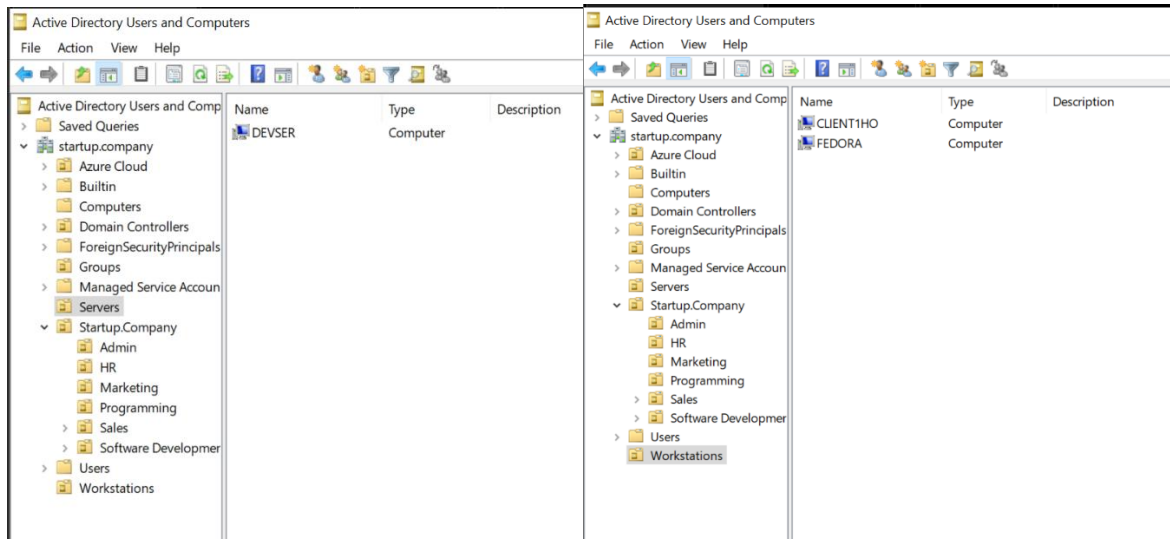 Active Directory Users and Computers
File Action View Help
Active Directory Users and Comp
Saved Queries
startup.company
Azure Cloud
Builtin
Computers
Domain Controllers
ForeignSecurityPrincipals
Groups
Managed Service Accoun
Servers
Startup.Company
Admin
HR
Marketing
Programming
Sales
Software Developmer
Users
Workstations
Name Type Description
DEVSER Computer
Active Directory Users and Computers
File Action View Help
Active Directory Users and Comp
Saved Queries
startup.company
Azure Cloud
Builtin
Computers
Domain Controllers
ForeignSecurityPrincipals
Groups
Managed Service Accoun
Servers
Startup.Company
Admin
HR
Marketing
Programming
Sales
Software Developmer
Users
Workstations
Name Type Description
CLIENT1HO Computer
FEDORA Computer